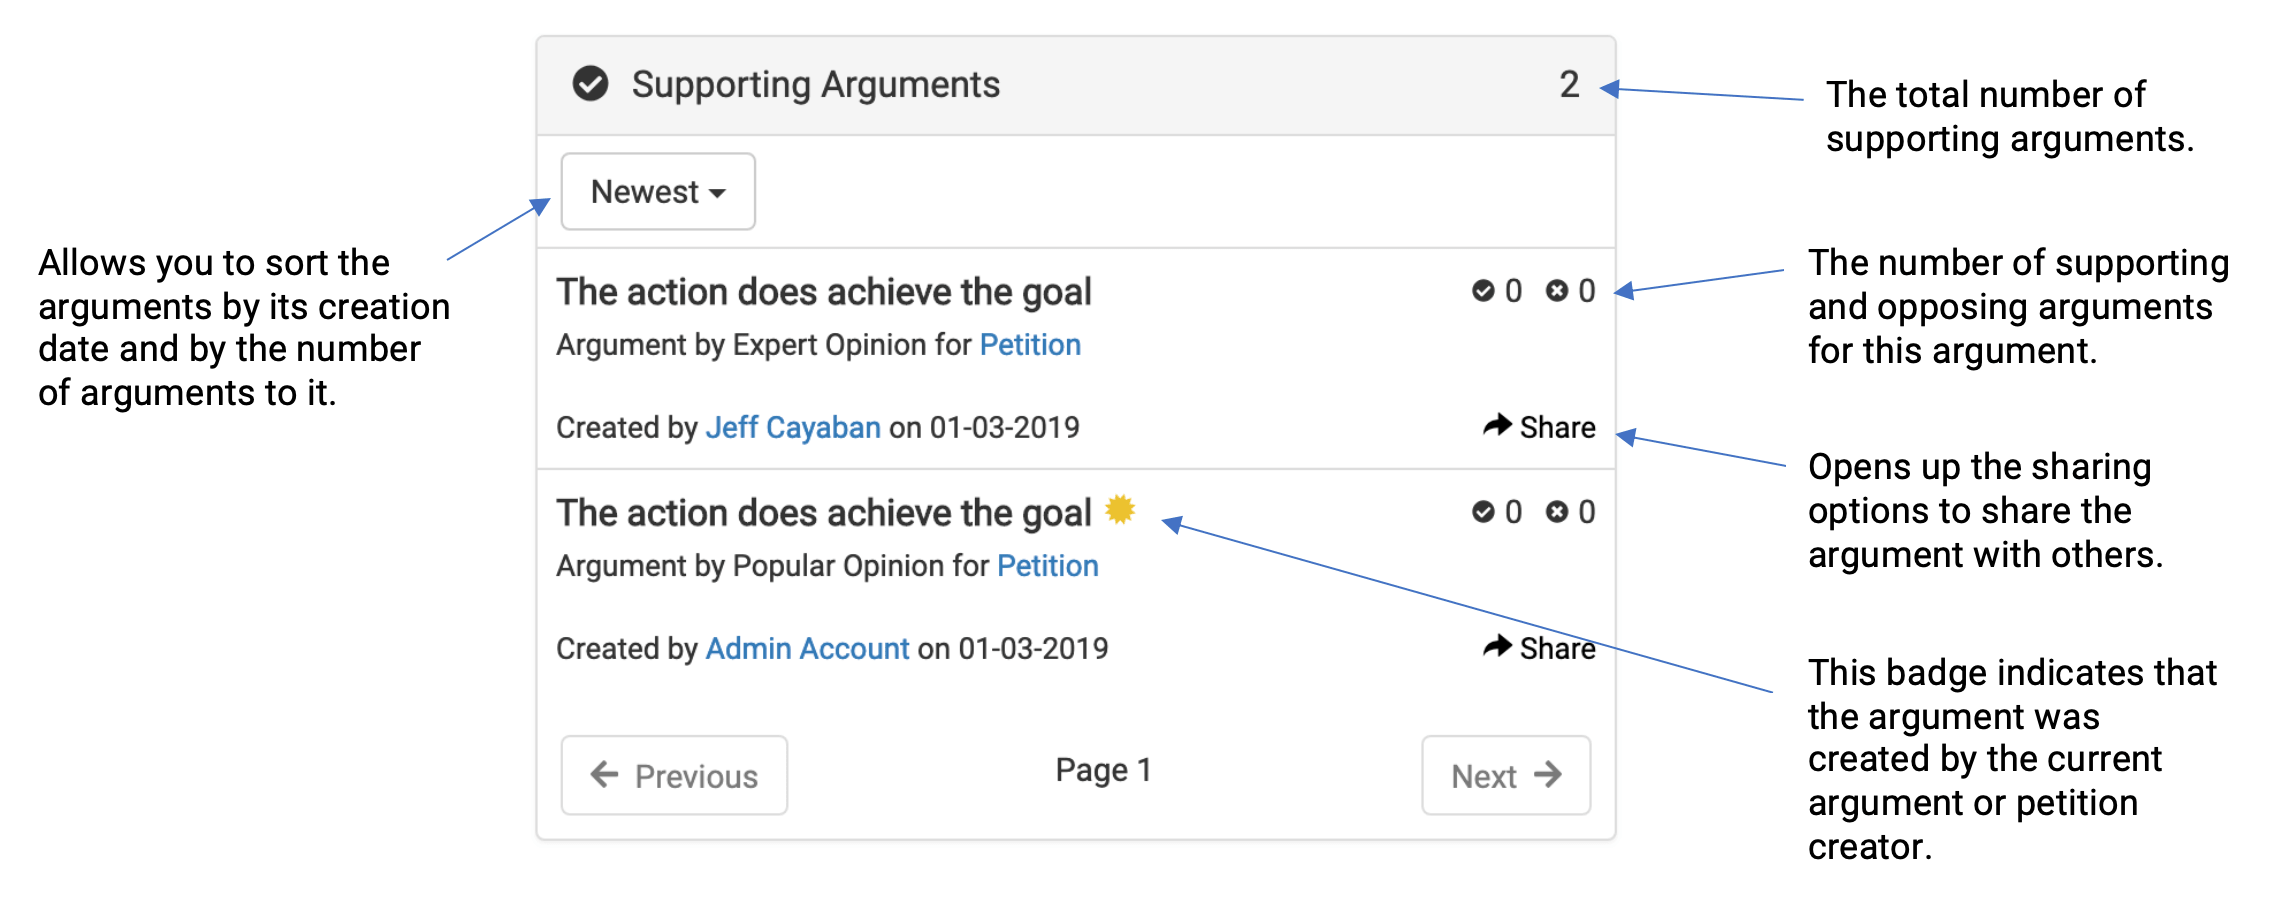 Supporting Arguments 2
The total number of
supporting arguments.
Newest
Allows you to sort the
arguments by its creation
date and by the number
of arguments to it.
The action does achieve the goal 0 0
Argument by Expert Opinion for Petition
Created by Jeff Cayaban on 01-03-2019 Share
The number of supporting
and opposing arguments
for this argument.
Opens up the sharing
options to share the
argument with others.
The action does achieve the goal 0 0
Argument by Popular Opinion for Petition
Created by Admin Account on 01-03-2019 Share
This badge indicates that
the argument was
created by the current
argument or petition
creator.
Previous Page 1 Next